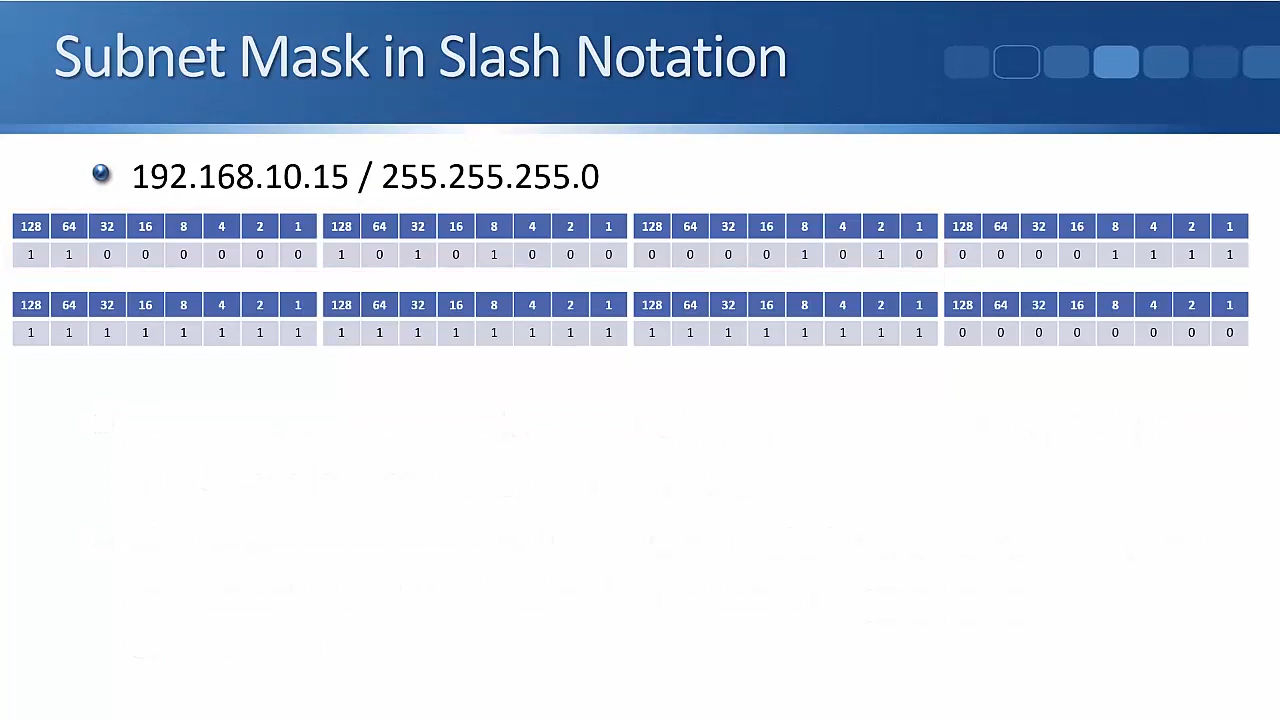 Subnet Mask in Slash Notation
192.168.10.15 / 255.255.255.0
128 64 32 16 8 4 2 1 128 64 32 16 8 4 2 1 128 64 32 16 8 4 2 1 128 64 32 16 8 4 2 1
1 1 0 0 0 0 0 0 1 0 1 0 1 0 0 0 0 0 0 0 1 0 1 0 0 0 0 0 1 1 1 1
128 64 32 16 8 4 2 1 128 64 32 16 8 4 2 1 128 64 32 16 8 4 2 1 128 64 32 16 8 4 2 1
1 1 1 1 1 1 1 1 1 1 1 1 1 1 1 1 1 1 1 1 1 1 1 1 0 0 0 0 0 0 0 0